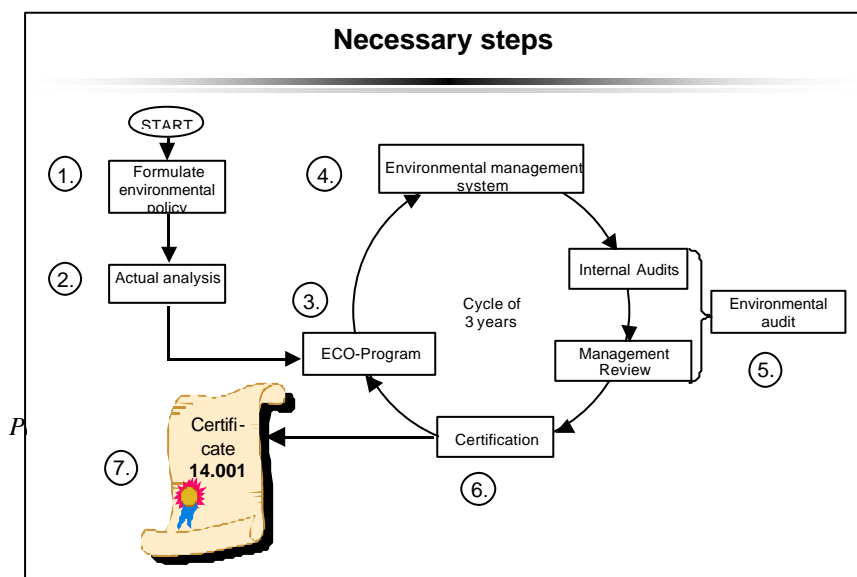 Necessary steps
START
1.
Formulate
environmental
policy
2.
Actual analysis
3.
ECO-Program
4.
Environmental management
system
Internal Audits
Cycle of
3 years
Management
Review
Environmental
audit
5.
Certification
6.
7.
Certifi-
cate
14.001
P